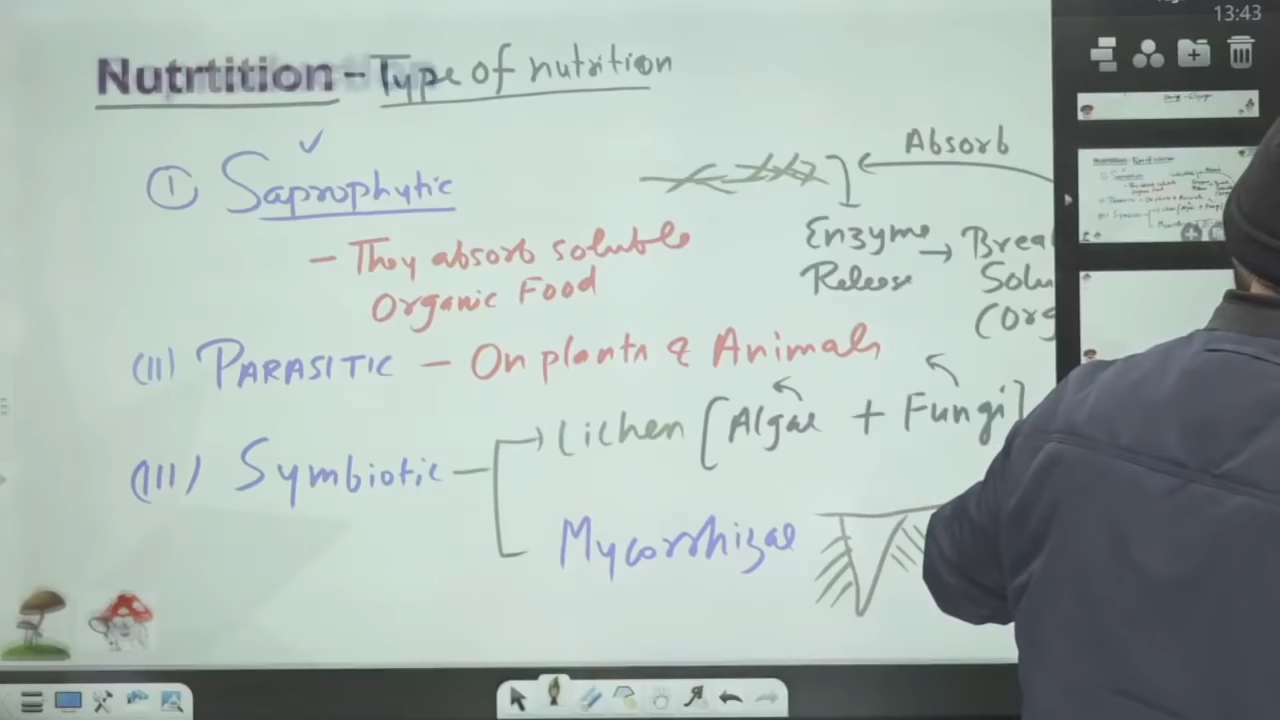 13:43
Nutrtition - Type of nutrition
① Saprophytic
Absorb
Enzyme → Brea
Release Solu
(Org
- They absorb soluble
Organic Food
(II) PARASITIC - On plants & Animals
(III) Symbiotic → Lichen [Algae + Fungi]
Mycorrhizae